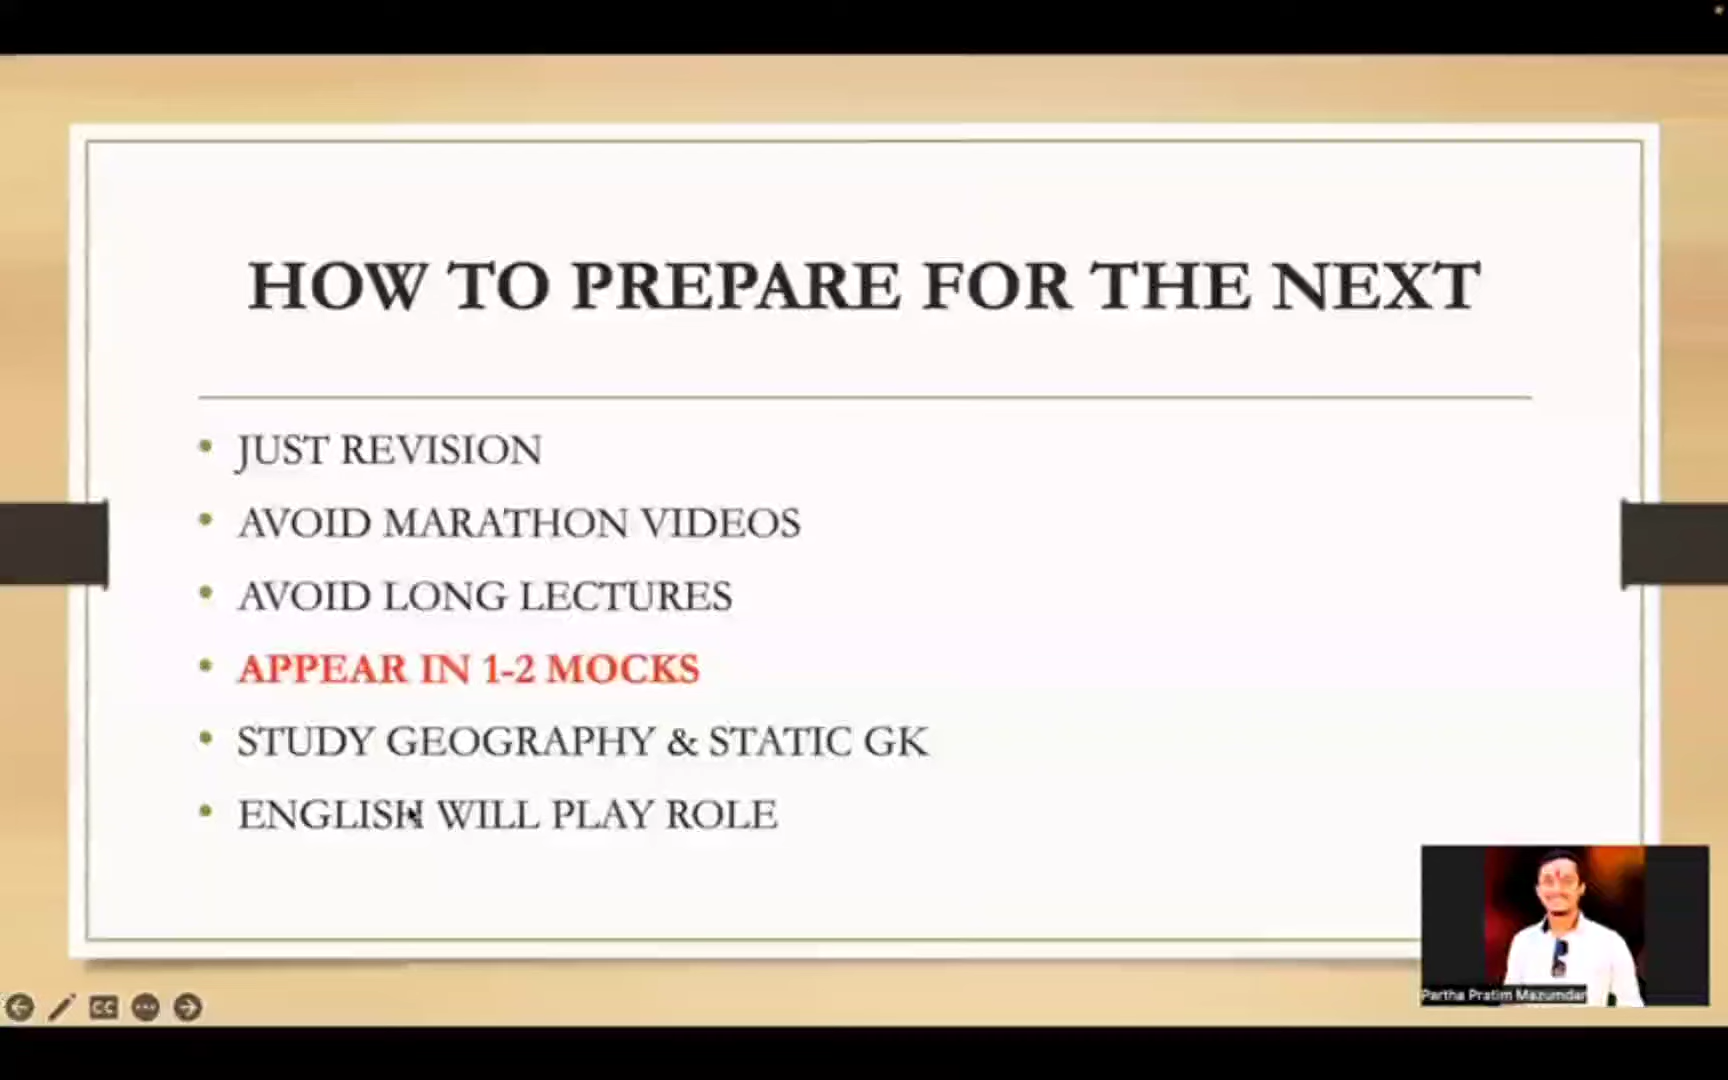 HOW TO PREPARE FOR THE NEXT
JUST REVISION
AVOID MARATHON VIDEOS
AVOID LONG LECTURES
APPEAR IN 1-2 MOCKS
STUDY GEOGRAPHY & STATIC GK
ENGLISH WILL PLAY ROLE
Partha Pratim Mazumdar
CC